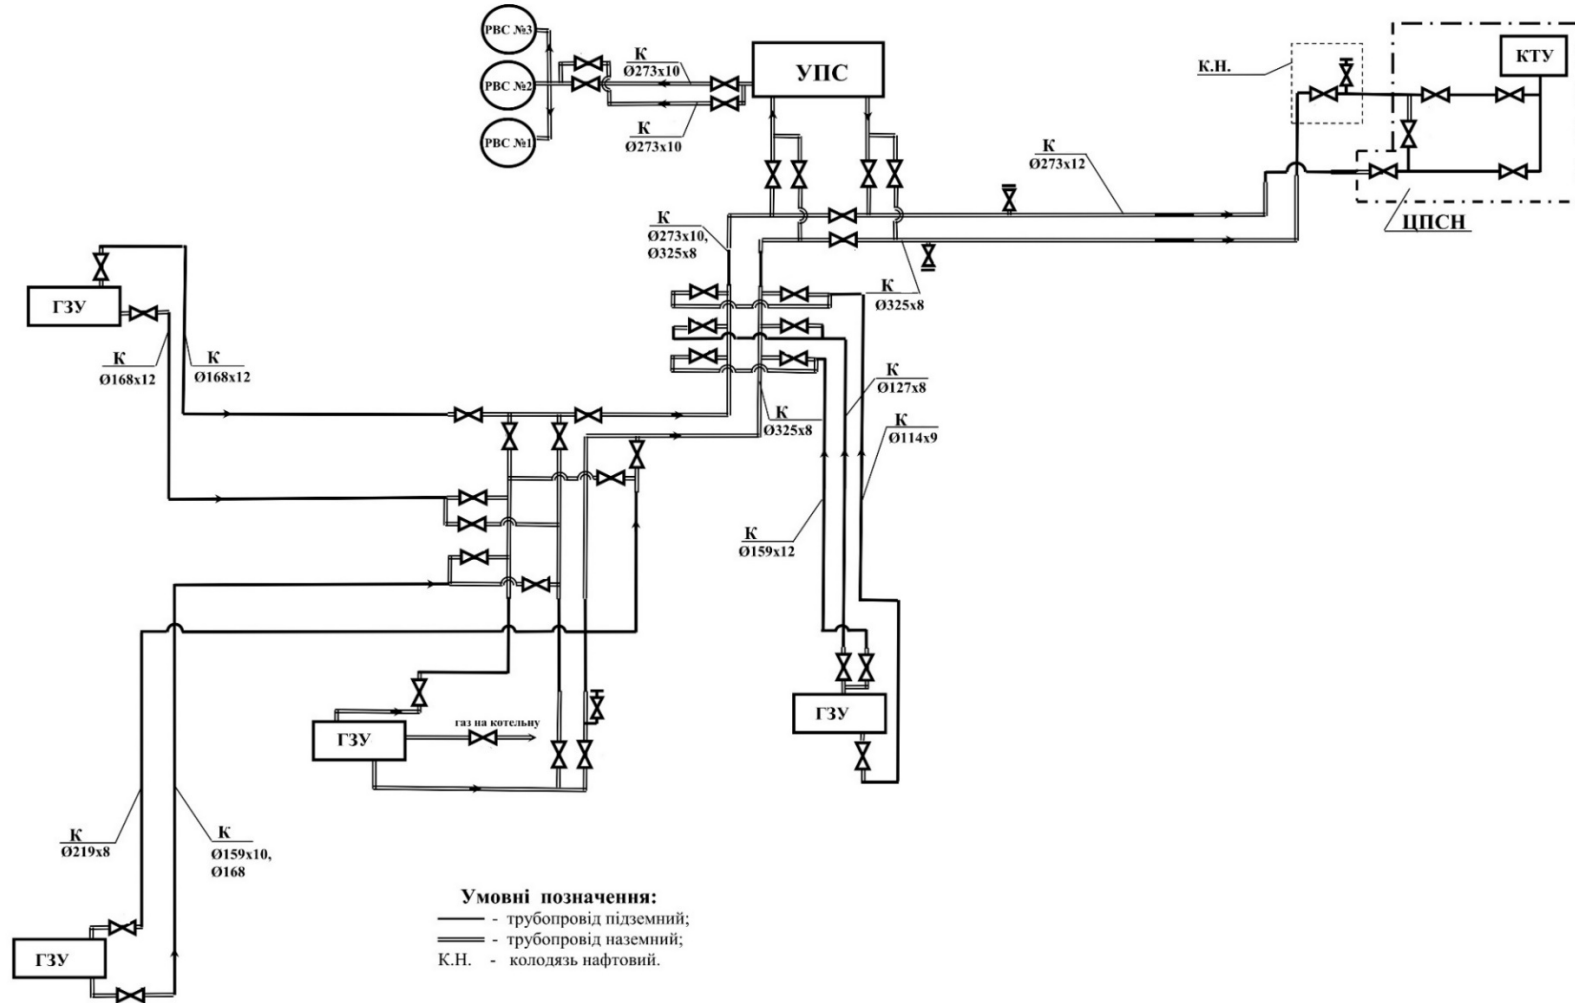 РВС №3
РВС №2
РВС №1
К
Ø273х10
К
Ø273х10
УПС
К.Н.
КТУ
ЦПСН
К
Ø273х12
К
Ø273х10,
Ø325х8
К
Ø325х8
ГЗУ
К
Ø168х12
К
Ø168х12
К
Ø127х8
К
Ø325х8
К
Ø114х9
К
Ø159х12
ГЗУ
газ на котельну
ГЗУ
К
Ø219х8
К
Ø159х10,
Ø168
ГЗУ
Умовні позначення:
- трубопровід підземний;
- трубопровід наземний;
К.Н. - колодязь нафтовий.